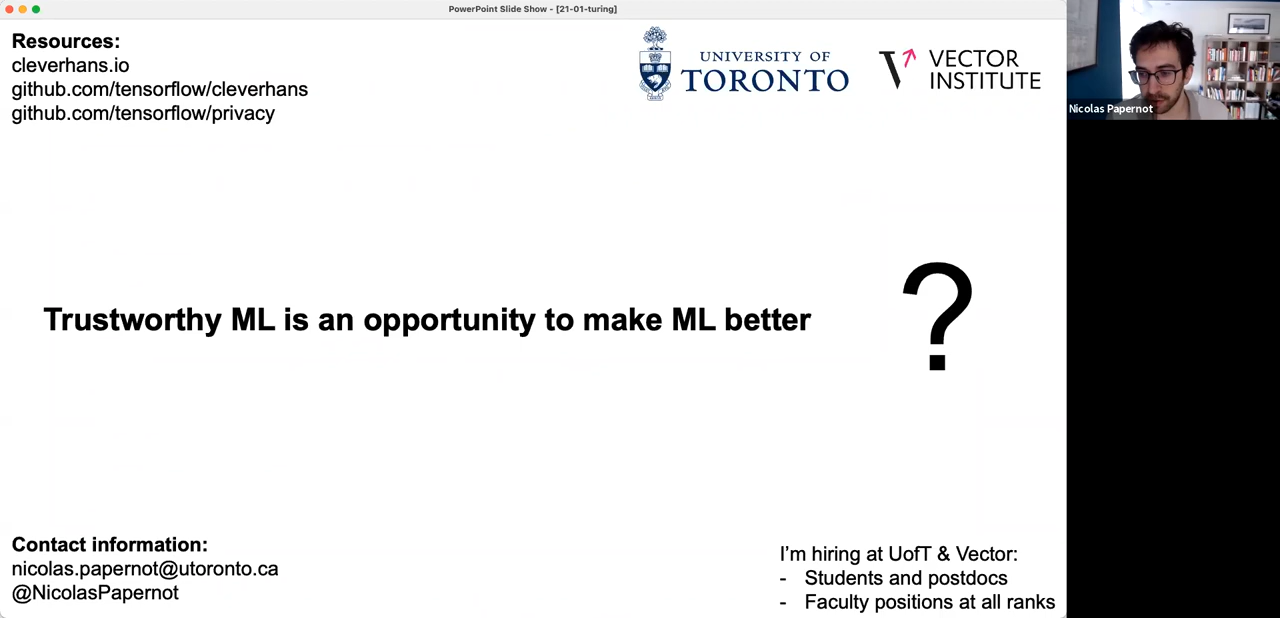 PowerPoint Slide Show - [21-01-turing]
Resources:
cleverhans.io
github.com/tensorflow/cleverhans
github.com/tensorflow/privacy
UNIVERSITY OF
TORONTO
VECTOR
INSTITUTE
Nicolas Papernot
Trustworthy ML is an opportunity to make ML better
?
Contact information:
nicolas.papernot@utoronto.ca
@NicolasPapernot
I'm hiring at UofT & Vector:
- Students and postdocs
- Faculty positions at all ranks